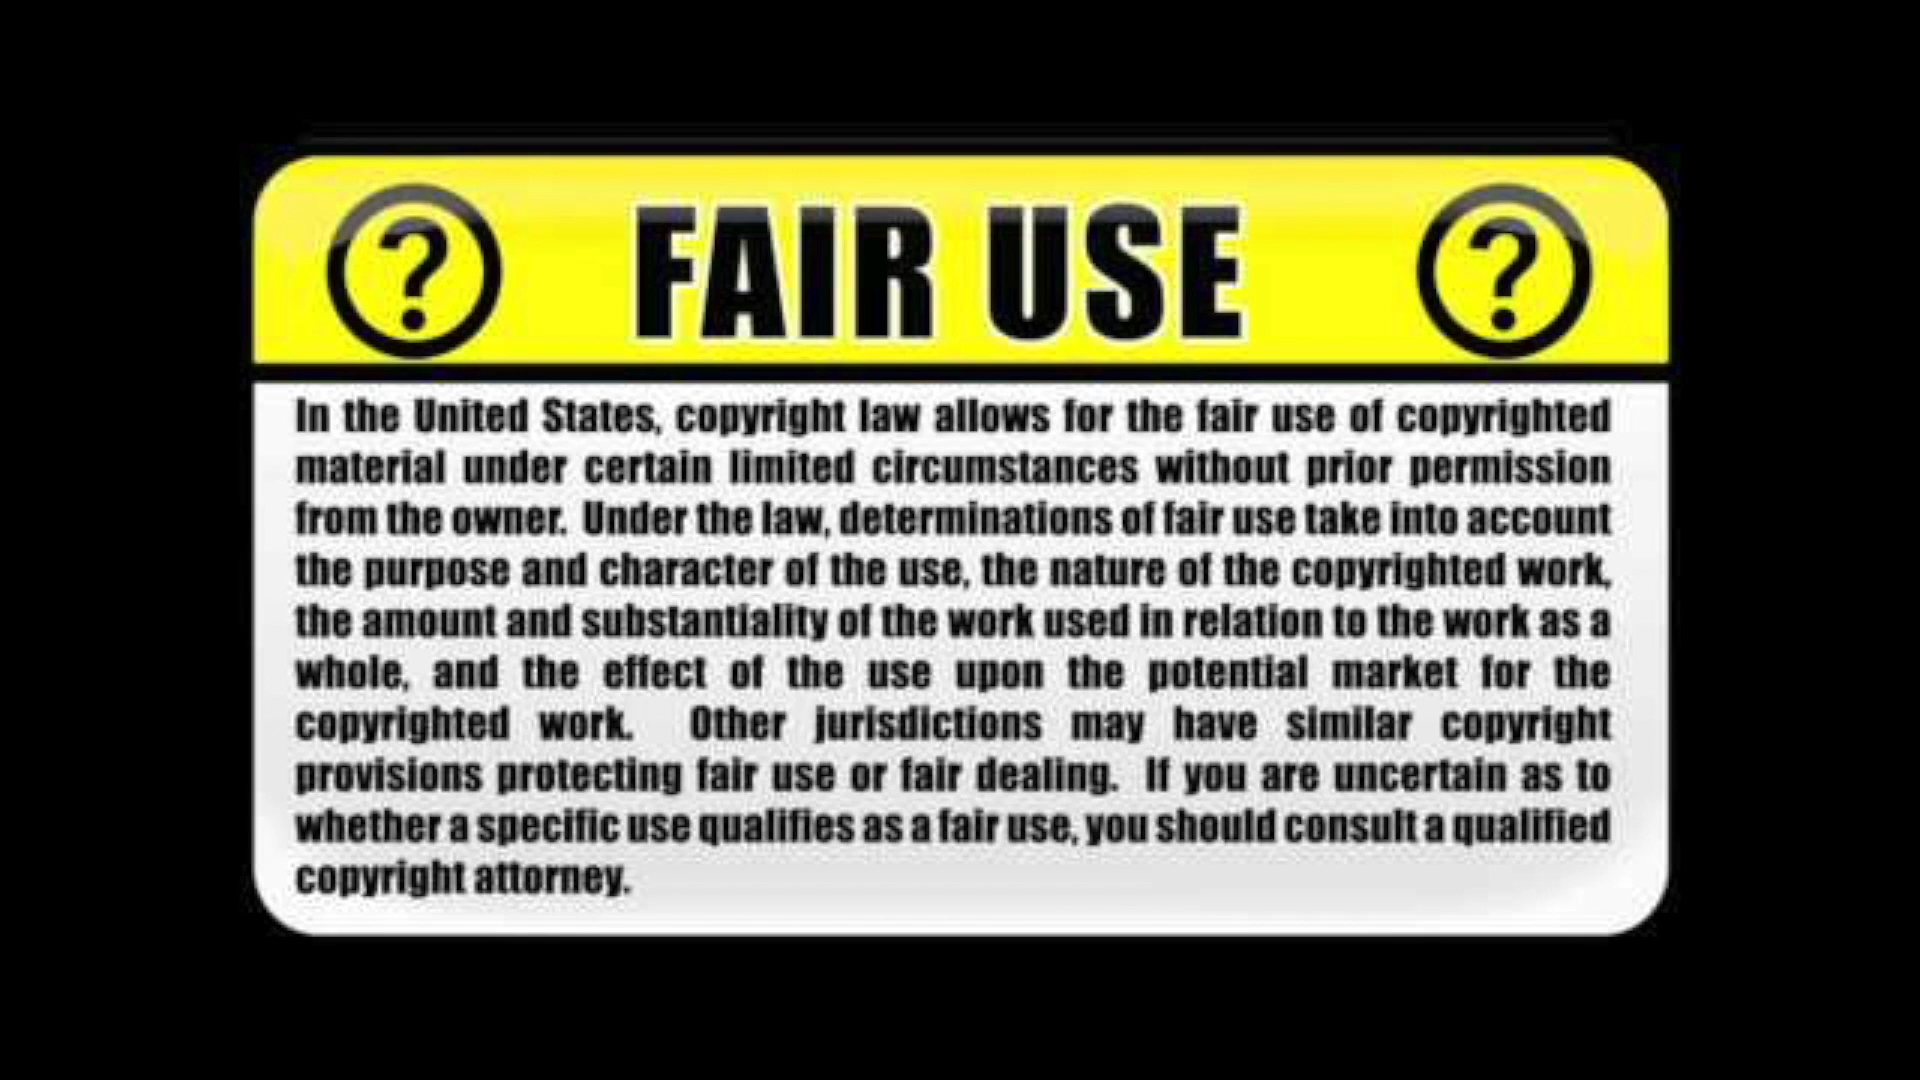 ? FAIR USE ?
In the United States, copyright law allows for the fair use of copyrighted
material under certain limited circumstances without prior permission
from the owner. Under the law, determinations of fair use take into account
the purpose and character of the use, the nature of the copyrighted work,
the amount and substantiality of the work used in relation to the work as a
whole, and the effect of the use upon the potential market for the
copyrighted work. Other jurisdictions may have similar copyright
provisions protecting fair use or fair dealing. If you are uncertain as to
whether a specific use qualifies as a fair use, you should consult a qualified
copyright attorney.